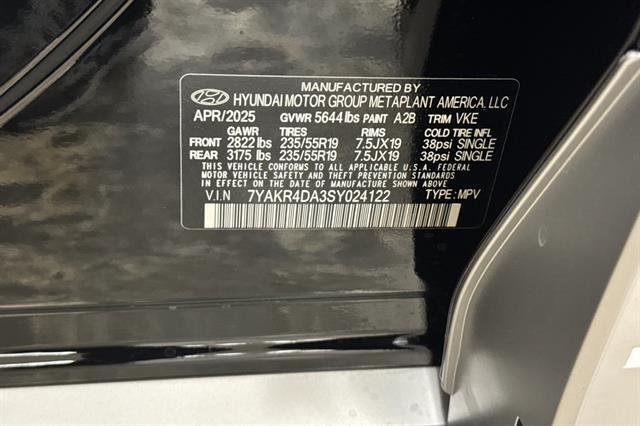 MANUFACTURED BY
HYUNDAI MOTOR GROUP METAPLANT AMERICA, LLC
APR/2025 GVWR 5644 lbs PAINT A2B TRIM VKE
GAWR TIRES RIMS COLD TIRE INFL
FRONT 2822 lbs 235/55R19 7.5JX19 38psi SINGLE
REAR 3175 lbs 235/55R19 7.5JX19 38psi SINGLE
THIS VEHICLE CONFORMS TO ALL APPLICABLE U.S.A. FEDERAL
MOTOR VEHICLE SAFETY AND THEFT PREVENTION STANDARDS
IN EFFECT ON THE DATE OF MANUFACTURE SHOWN ABOVE.
V.I.N 7YAKR4DA3SY024122 TYPE : MPV